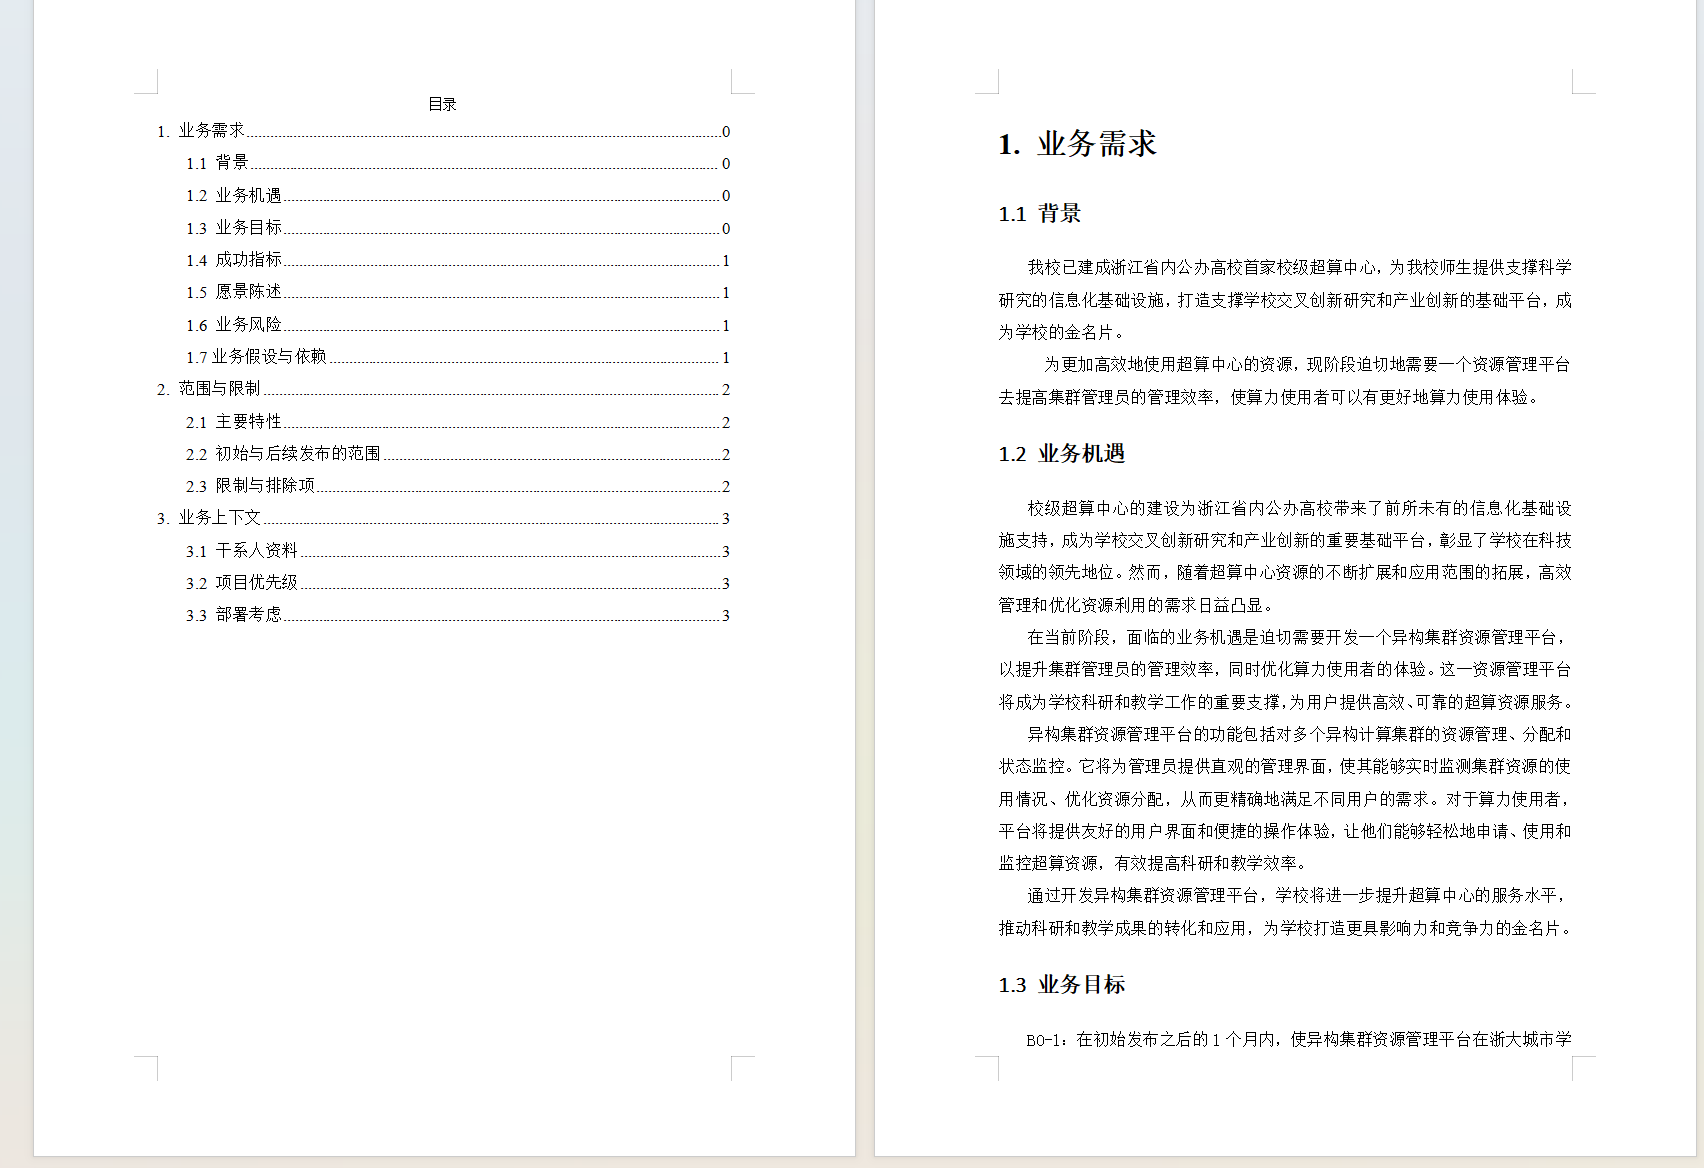 目录
1. 业务需求 0
1.1 背景 0
1.2 业务机遇 0
1.3 业务目标 0
1.4 成功指标 1
1.5 愿景陈述 1
1.6 业务风险 1
1.7业务假设与依赖 1
2. 范围与限制 2
2.1 主要特性 2
2.2 初始与后续发布的范围 2
2.3 限制与排除项 2
3. 业务上下文 3
3.1 干系人资料 3
3.2 项目优先级 3
3.3 部署考虑 3
1. 业务需求
1.1 背景
我校已建成浙江省内公办高校首家校级超算中心，为我校师生提供支撑科学
研究的信息化基础设施，打造支撑学校交叉创新研究和产业创新的基础平台，成
为学校的金名片。
为更加高效地使用超算中心的资源，现阶段迫切地需要一个资源管理平台
去提高集群管理员的管理效率，使算力使用者可以有更好地算力使用体验。
1.2 业务机遇
校级超算中心的建设为浙江省内公办高校带来了前所未有的信息化基础设
施支持，成为学校交叉创新研究和产业创新的重要基础平台，彰显了学校在科技
领域的领先地位。然而，随着超算中心资源的不断扩展和应用范围的拓展，高效
管理和优化资源利用的需求日益凸显。
在当前阶段，面临的业务机遇是迫切需要开发一个异构集群资源管理平台，
以提升集群管理员的管理效率，同时优化算力使用者的体验。这一资源管理平台
将成为学校科研和教学工作的重要支撑，为用户提供高效、可靠的超算资源服务。
异构集群资源管理平台的功能包括对多个异构计算集群的资源管理、分配和
状态监控。它将为管理员提供直观的管理界面，使其能够实时监测集群资源的使
用情况、优化资源分配，从而更精确地满足不同用户的需求。对于算力使用者，
平台将提供友好的用户界面和便捷的操作体验，让他们能够轻松地申请、使用和
监控超算资源，有效提高科研和教学效率。
通过开发异构集群资源管理平台，学校将进一步提升超算中心的服务水平，
推动科研和教学成果的转化和应用，为学校打造更具影响力和竞争力的金名片。
1.3 业务目标
BO-1：在初始发布之后的 1 个月内，使异构集群资源管理平台在浙大城市学